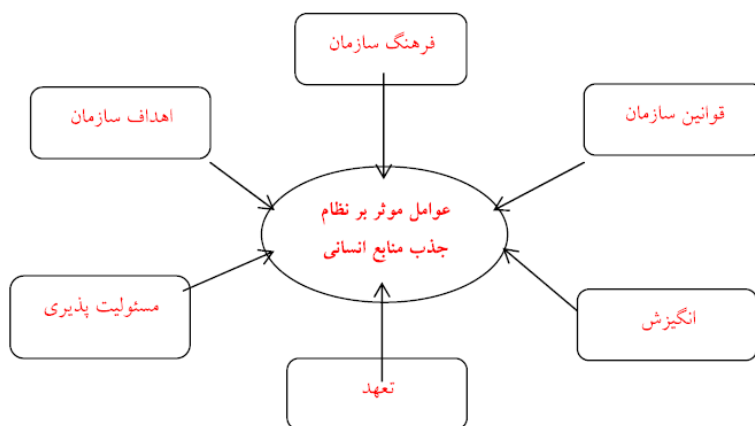 فرهنگ سازمان
قوانین سازمان
اهداف سازمان
عوامل موثر بر نظام
جذب منابع انسانی
انگیزش
مسئولیت پذیری
تعهد